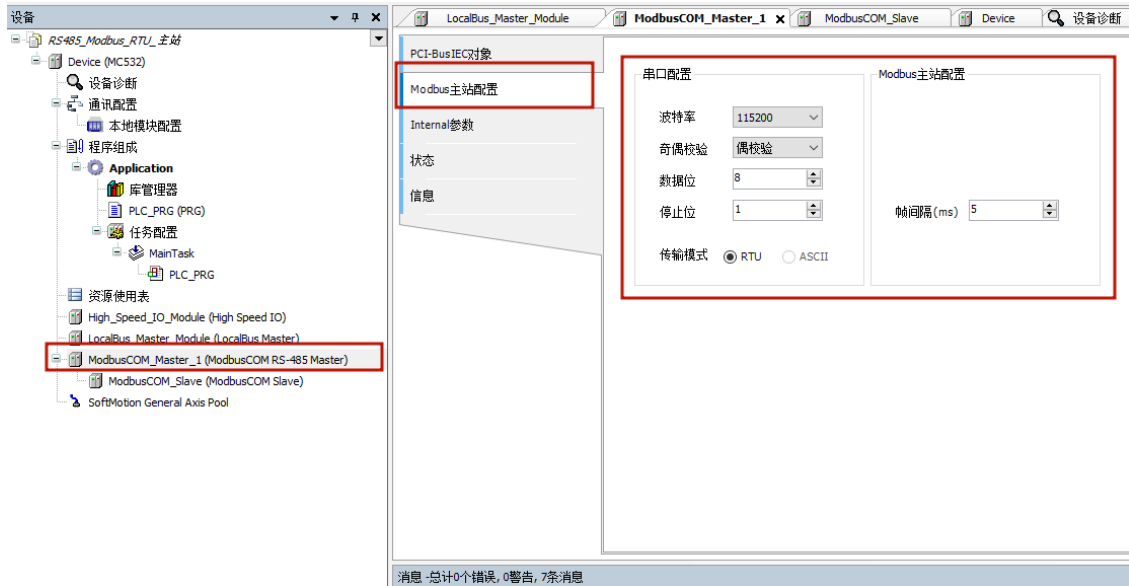 设备
RS485_Modbus_RTU_主站
Device (MC532)
设备诊断
通讯配置
本地模块配置
程序组成
Application
库管理器
PLC_PRG (PRG)
任务配置
MainTask
PLC_PRG
资源使用表
High_Speed_IO_Module (High Speed IO)
LocalBus_Master_Module (LocalBus Master)
ModbusCOM_Master_1 (ModbusCOM RS-485 Master)
ModbusCOM_Slave (ModbusCOM Slave)
SoftMotion General Axis Pool
LocalBus_Master_Module
ModbusCOM_Master_1
ModbusCOM_Slave
Device
设备诊断
PCI-BusIEC对象
Modbus主站配置
Internal参数
状态
信息
串口配置
波特率 115200
奇偶校验 偶校验
数据位 8
停止位 1
传输模式 RTU ASCII
Modbus主站配置
帧间隔(ms) 5
消息 -总计0个错误, 0警告, 7条消息